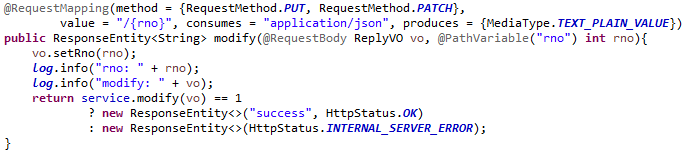 @RequestMapping(method = {RequestMethod.PUT, RequestMethod.PATCH},
value = "/{rno}", consumes = "application/json", produces = {MediaType.TEXT_PLAIN_VALUE})
public ResponseEntity<String> modify(@RequestBody ReplyVO vo, @PathVariable("rno") int rno){
vo.setRno(rno);
log.info("rno: " + rno);
log.info("modify: " + vo);
return service.modify(vo) == 1
? new ResponseEntity<>("success", HttpStatus.OK)
: new ResponseEntity<>(HttpStatus.INTERNAL_SERVER_ERROR);
}